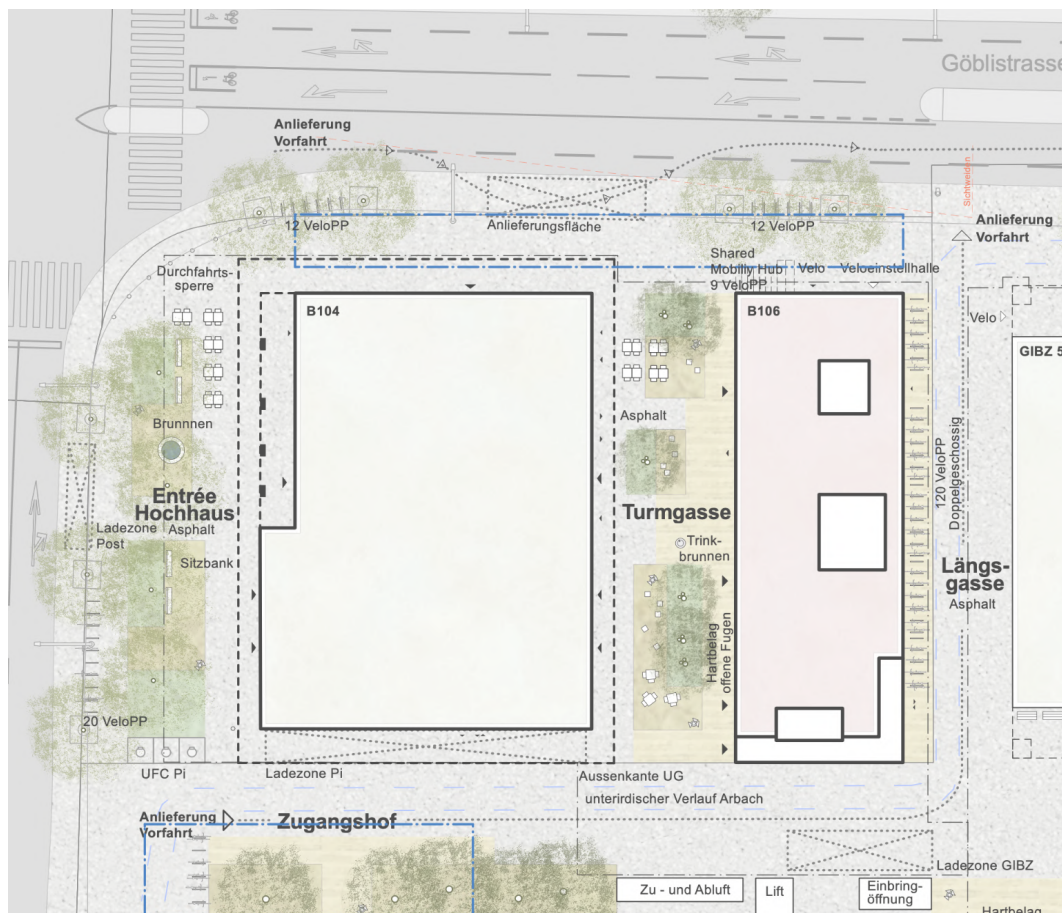 Göblistrasse
Anlieferung
Vorfahrt
Sichtweiden
12 VeloPP
Anlieferungsfläche
12 VeloPP
Anlieferung
Vorfahrt
Durchfahrts-
sperre
Shared
Mobiliy Hub
9 VeloPP
Velo
Veloeinstellhalle
B104
B106
Velo
GIBZ 5
Brunnnen
Asphalt
Entrée
Hochhaus
Asphalt
Ladezone
Post
Sitzbank
Turmgasse
Trink-
brunnen
120 VeloPP
Doppelgeschossig
Längs-
gasse
Asphalt
Hartbelag
offene Fugen
20 VeloPP
UFC Pi
Ladezone Pi
Aussenkante UG
unterirdischer Verlauf Arbach
Anlieferung
Vorfahrt
Zugangshof
Ladezone GIBZ
Zu - und Abluft
Lift
Einbring-
öffnung
Hartbelag